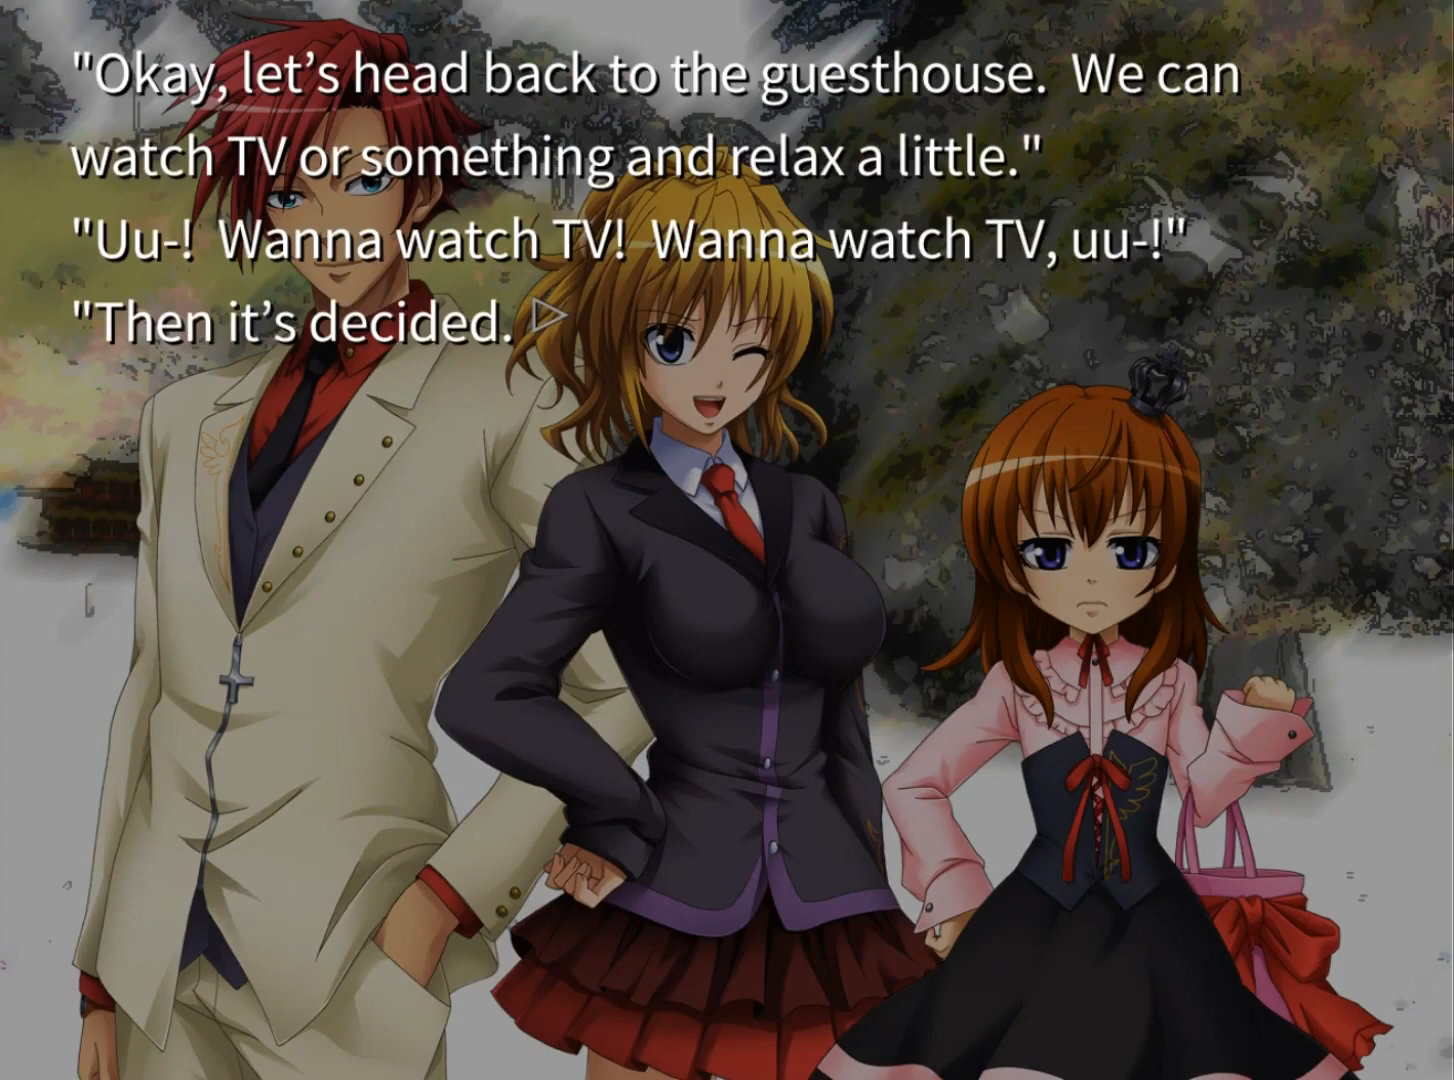 "Okay, let’s head back to the guesthouse.  We can
watch TV or something and relax a little."
"Uu-!  Wanna watch TV!  Wanna watch TV, uu-!"
"Then it’s decided.